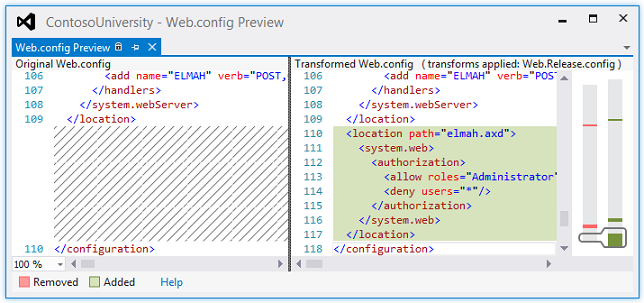 ContosoUniversity - Web.config Preview
Web.config Preview
Original Web.config
106 <add name="ELMAH" verb="POST,
107 </handlers>
108 </system.webServer>
109 </location>
110 </configuration>
100 %
Transformed Web.config ( transforms applied: Web.Release.config )
106 <add name="ELMAH" verb="POST
107 </handlers>
108 </system.webServer>
109 </location>
110 <location path="elmah.axd">
111 <system.web>
112 <authorization>
113 <allow roles="Administrator"
114 <deny users="*"/>
115 </authorization>
116 </system.web>
117 </location>
118 </configuration>
Removed Added Help